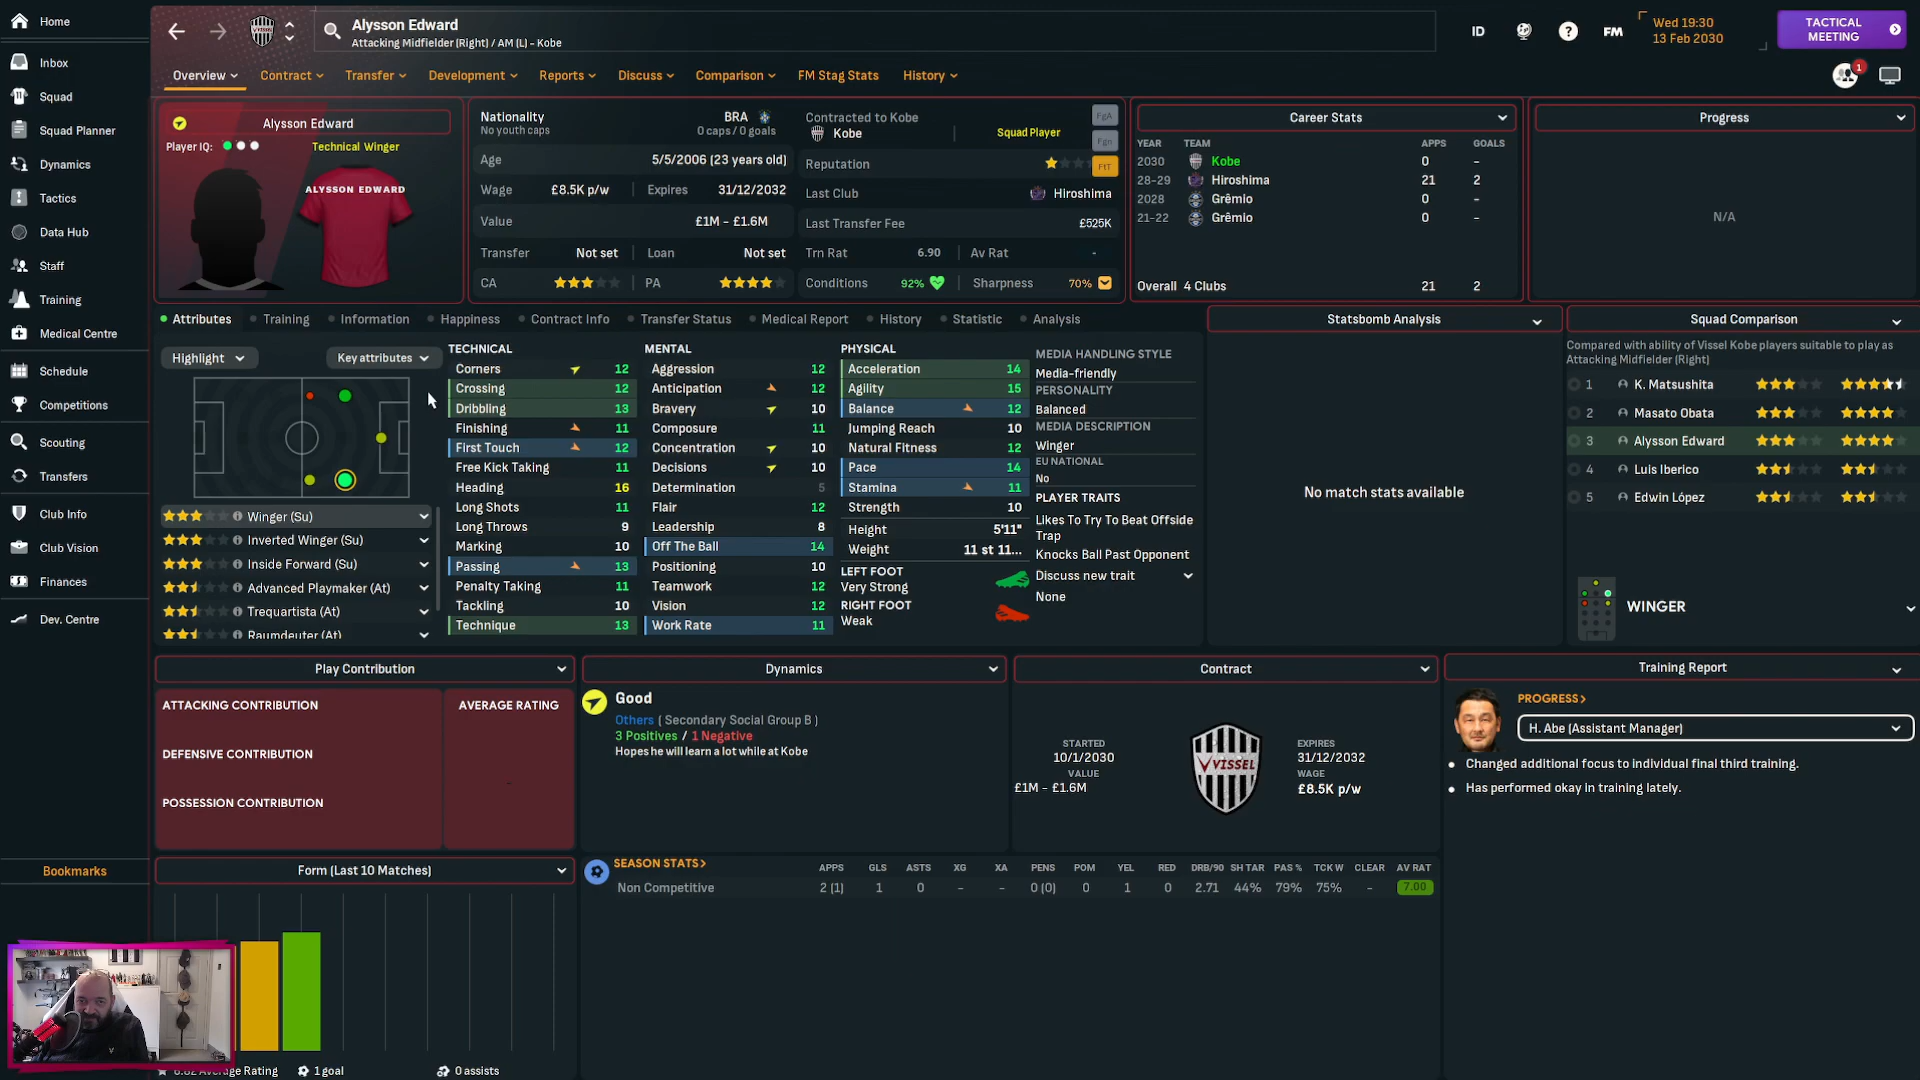 Home
Inbox
Squad
Squad Planner
Dynamics
Tactics
Data Hub
Staff
Training
Medical Centre
Schedule
Competitions
Scouting
Transfers
Club Info
Club Vision
Finances
Dev. Centre
Bookmarks
Alysson Edward
Attacking Midfielder (Right) / AM (L) - Kobe
ID
FM
Wed 19:30
13 Feb 2030
TACTICAL
MEETING
1
Overview
Contract
Transfer
Development
Reports
Discuss
Comparison
FM Stag Stats
History
Alysson Edward
Player IQ:
Technical Winger
ALYSSON EDWARD
Nationality
No youth caps
BRA
0 caps / 0 goals
Age 5/5/2006 (23 years old)
Wage £8.5K p/w Expires 31/12/2032
Value £1M - £1.6M
Transfer Not set Loan Not set
CA PA
Contracted to Kobe
Kobe Squad Player
Reputation
Last Club Hiroshima
Last Transfer Fee £525K
Trn Rat 6.90 Av Rat -
Conditions 92% Sharpness 70%
FgA
Fgn
FtT
Career Stats
YEAR TEAM APPS GOALS
2030 Kobe 0 -
28-29 Hiroshima 21 2
2028 Grêmio 0 -
21-22 Grêmio 0 -
Overall 4 Clubs 21 2
Progress
N/A
Attributes
Training
Information
Happiness
Contract Info
Transfer Status
Medical Report
History
Statistic
Analysis
Highlight
Key attributes
Winger (Su)
Inverted Winger (Su)
Inside Forward (Su)
Advanced Playmaker (At)
Trequartista (At)
Raumdeuter (At)
TECHNICAL
Corners 12
Crossing 12
Dribbling 13
Finishing 11
First Touch 12
Free Kick Taking 11
Heading 16
Long Shots 11
Long Throws 9
Marking 10
Passing 13
Penalty Taking 11
Tackling 10
Technique 13
MENTAL
Aggression 12
Anticipation 12
Bravery 10
Composure 11
Concentration 10
Decisions 10
Determination 5
Flair 12
Leadership 8
Off The Ball 14
Positioning 10
Teamwork 12
Vision 12
Work Rate 11
PHYSICAL
Acceleration 14
Agility 15
Balance 12
Jumping Reach 10
Natural Fitness 12
Pace 14
Stamina 11
Strength 10
Height 5'11"
Weight 11 st 11...
LEFT FOOT
Very Strong
RIGHT FOOT
Weak
MEDIA HANDLING STYLE
Media-friendly
PERSONALITY
Balanced
MEDIA DESCRIPTION
Winger
EU NATIONAL
No
PLAYER TRAITS
Likes To Try To Beat Offside
Trap
Knocks Ball Past Opponent
Discuss new trait
None
Statsbomb Analysis
No match stats available
Squad Comparison
Compared with ability of Vissel Kobe players suitable to play as
Attacking Midfielder (Right)
1 K. Matsushita
2 Masato Obata
3 Alysson Edward
4 Luis Iberico
5 Edwin López
WINGER
Play Contribution
ATTACKING CONTRIBUTION
DEFENSIVE CONTRIBUTION
POSSESSION CONTRIBUTION
AVERAGE RATING
-
Dynamics
Good
Others ( Secondary Social Group B )
3 Positives / 1 Negative
Hopes he will learn a lot while at Kobe
Contract
STARTED
10/1/2030
VALUE
£1M - £1.6M
VISSEL
EXPIRES
31/12/2032
WAGE
£8.5K p/w
Training Report
PROGRESS>
H. Abe (Assistant Manager)
Changed additional focus to individual final third training.
Has performed okay in training lately.
Form (Last 10 Matches)
Average Rating
1 goal
0 assists
SEASON STATS> APPS GLS ASTS XG XA PENS POM YEL RED DRB/90 SH TAR PAS % TCK W CLEAR AV RAT
Non Competitive 2 (1) 1 0 - - 0 (0) 0 1 0 2.71 44% 79% 75% - 7.00